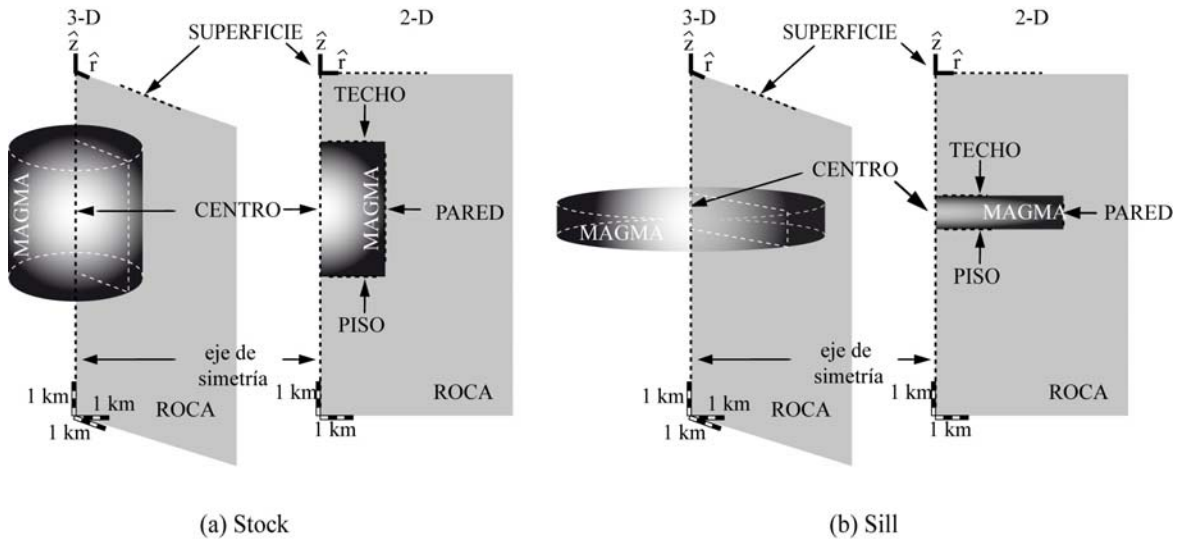 3-D
2-D
SUPERFICIE
ẑ
r̂
ẑ
r̂
TECHO
MAGMA
CENTRO
MAGMA
PARED
PISO
eje de
simetría
1 km
1 km
1 km
ROCA
1 km
1 km
ROCA
(a) Stock
3-D
2-D
SUPERFICIE
ẑ
r̂
ẑ
r̂
CENTRO
TECHO
MAGMA
MAGMA
PARED
PISO
eje de
simetría
1 km
1 km
1 km
ROCA
1 km
1 km
ROCA
(b) Sill